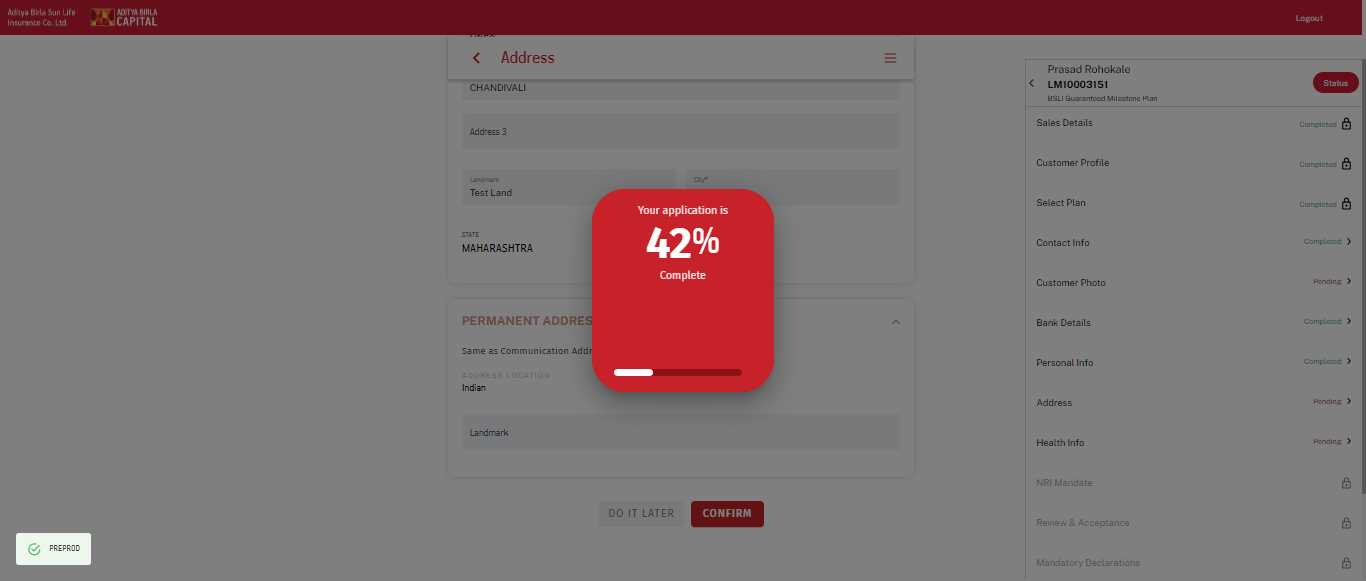 Aditya Birla Sun Life
Insurance Co. Ltd.
ADITYA BIRLA
CAPITAL
Logout
Address
CHANDIVALI
Address 3
Landmark
Test Land
City*
STATE
MAHARASHTRA
PERMANENT ADDRES
Same as Communication Addr
ADDRESS LOCATION
Indian
Landmark
DO IT LATER
CONFIRM
Your application is
42%
Complete
PREPROD
Prasad Rohokale
LM10003151
BSLI Guaranteed Milestone Plan
Status
Sales Details Completed
Customer Profile Completed
Select Plan Completed
Contact Info Completed
Customer Photo Pending
Bank Details Completed
Personal Info Completed
Address Pending
Health Info Pending
NRI Mandate
Review & Acceptance
Mandatory Declarations